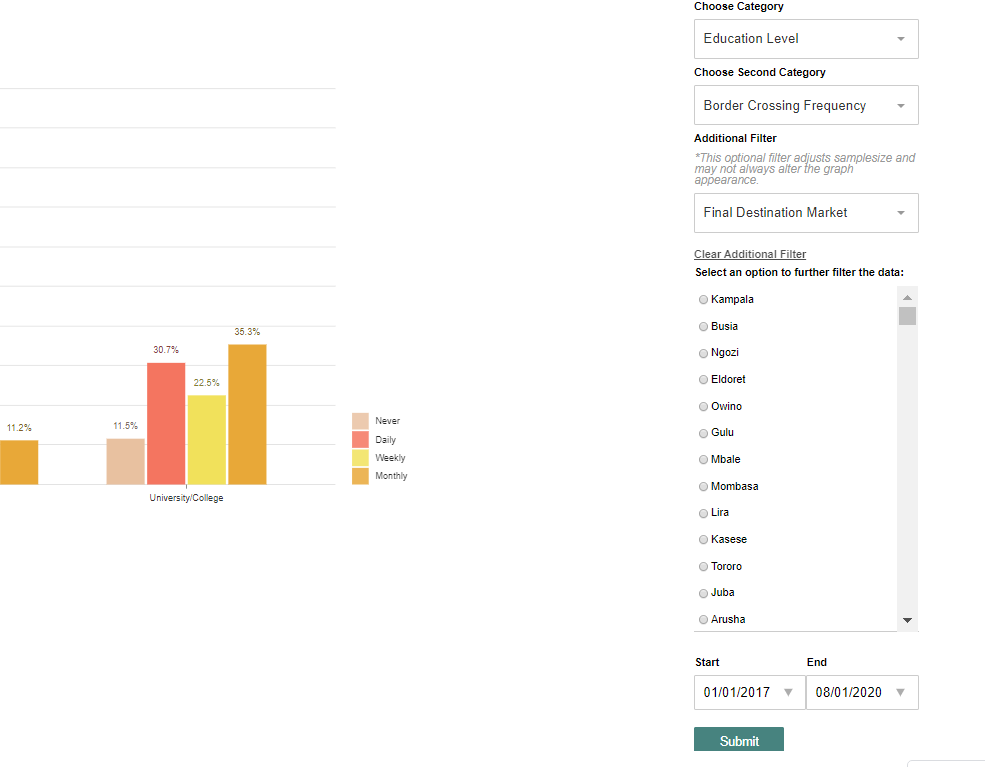 Choose Category
Education Level
Choose Second Category
Border Crossing Frequency
Additional Filter
*This optional filter adjusts samplesize and
may not always alter the graph
appearance.
Final Destination Market
Clear Additional Filter
Select an option to further filter the data:
Kampala
Busia
Ngozi
Eldoret
Owino
Gulu
Mbale
Mombasa
Lira
Kasese
Tororo
Juba
Arusha
Start End
01/01/2017 08/01/2020
Submit
35.3%
30.7%
22.5%
11.2%
11.5%
University/College
Never
Daily
Weekly
Monthly